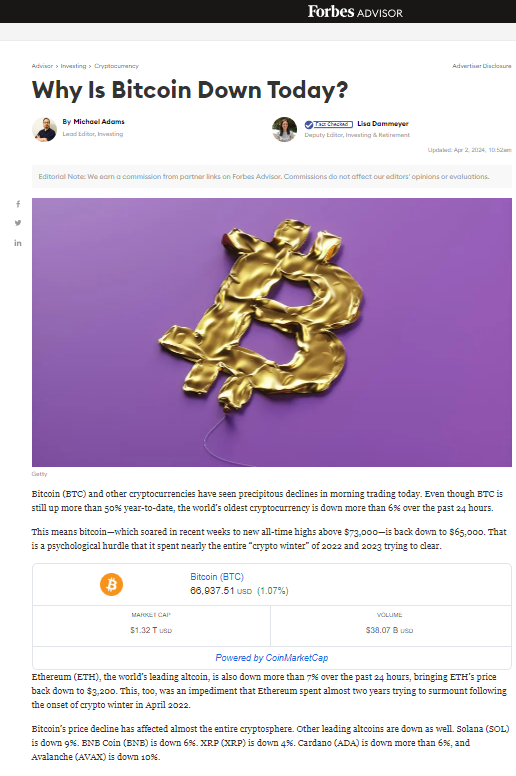 Forbes ADVISOR
Advisor > Investing > Cryptocurrency
Advertiser Disclosure
Why Is Bitcoin Down Today?
By Michael Adams
Lead Editor, Investing
Fact Checked Lisa Dammeyer
Deputy Editor, Investing & Retirement
Updated: Apr 2, 2024, 10:52am
Editorial Note: We earn a commission from partner links on Forbes Advisor. Commissions do not affect our editors' opinions or evaluations.
Getty
Bitcoin (BTC) and other cryptocurrencies have seen precipitous declines in morning trading today. Even though BTC is
still up more than 50% year-to-date, the world's oldest cryptocurrency is down more than 6% over the past 24 hours.
This means bitcoin—which soared in recent weeks to new all-time highs above $73,000—is back down to $65,000. That
is a psychological hurdle that it spent nearly the entire “crypto winter” of 2022 and 2023 trying to clear.
Bitcoin (BTC)
66,937.51 USD (1.07%)
MARKET CAP
$1.32 T USD
VOLUME
$38.07 B USD
Powered by CoinMarketCap
Ethereum (ETH), the world's leading altcoin, is also down more than 7% over the past 24 hours, bringing ETH's price
back down to $3,200. This, too, was an impediment that Ethereum spent almost two years trying to surmount following
the onset of crypto winter in April 2022.
Bitcoin's price decline has affected almost the entire cryptosphere. Other leading altcoins are down as well. Solana (SOL)
is down 9%. BNB Coin (BNB) is down 6%. XRP (XRP) is down 4%. Cardano (ADA) is down more than 6%, and
Avalanche (AVAX) is down 10%.